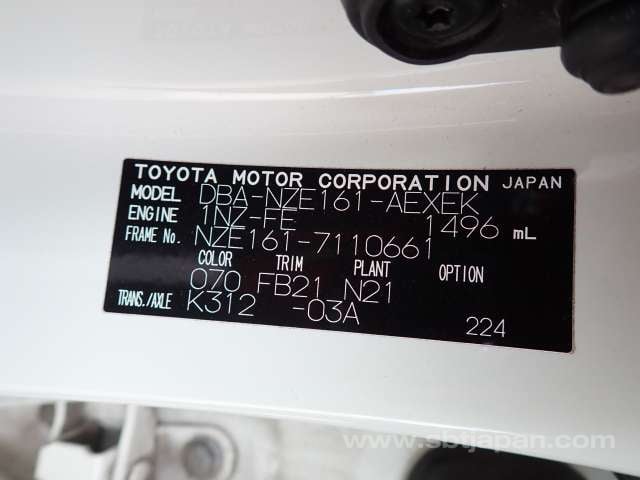 TOYOTA MOTOR CORPORATION JAPAN
MODEL DBA-NZE161-AEXEK
ENGINE 1NZ-FE 1496 mL
FRAME No. NZE161-7110661
COLOR TRIM PLANT OPTION
070 FB21 N21
TRANS./AXLE K312 -03A
224
www.sbtjapan.com